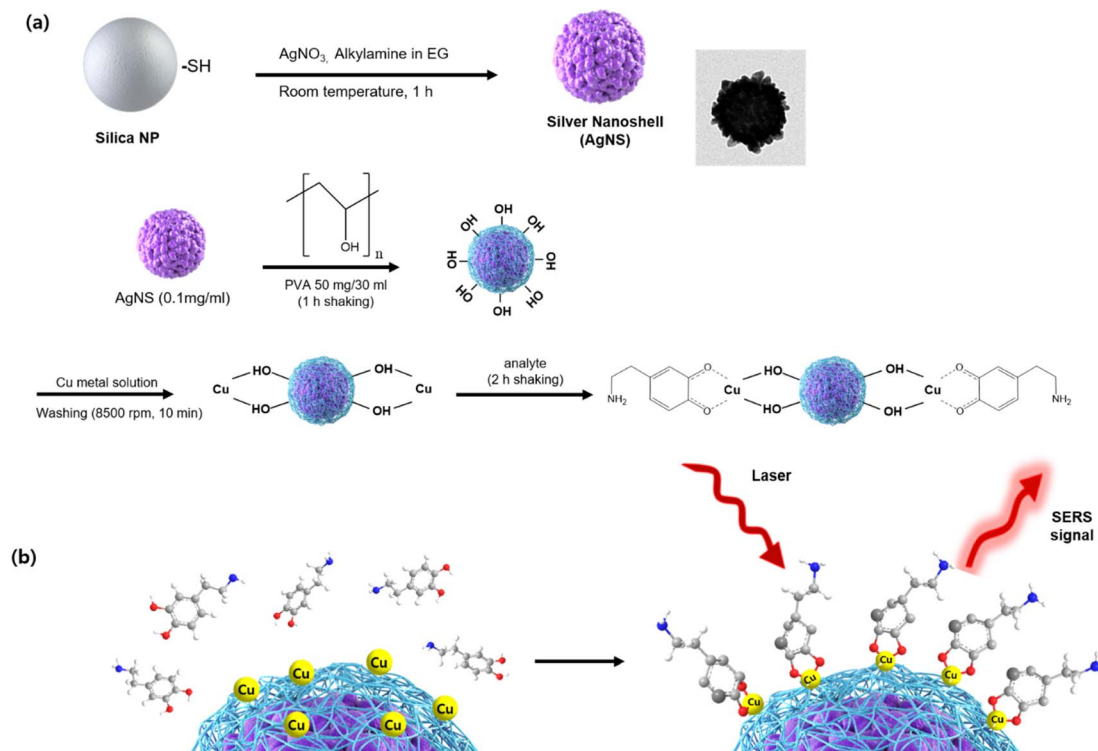 (a)
-SH
AgNO3, Alkylamine in EG
Room temperature, 1 h
Silica NP
Silver Nanoshell
(AgNS)
OH
n
AgNS (0.1mg/ml)
PVA 50 mg/30 ml
(1 h shaking)
OH
OH
OH
OH
OH
OH
OH
OH
Cu metal solution
Washing (8500 rpm, 10 min)
Cu
HO
HO
OH
OH
Cu
analyte
(2 h shaking)
NH2
O
O
Cu
HO
HO
OH
OH
Cu
O
O
NH2
Laser
SERS
signal
(b)
Cu
Cu
Cu
Cu
Cu
Cu
Cu
Cu
Cu
Cu
Cu